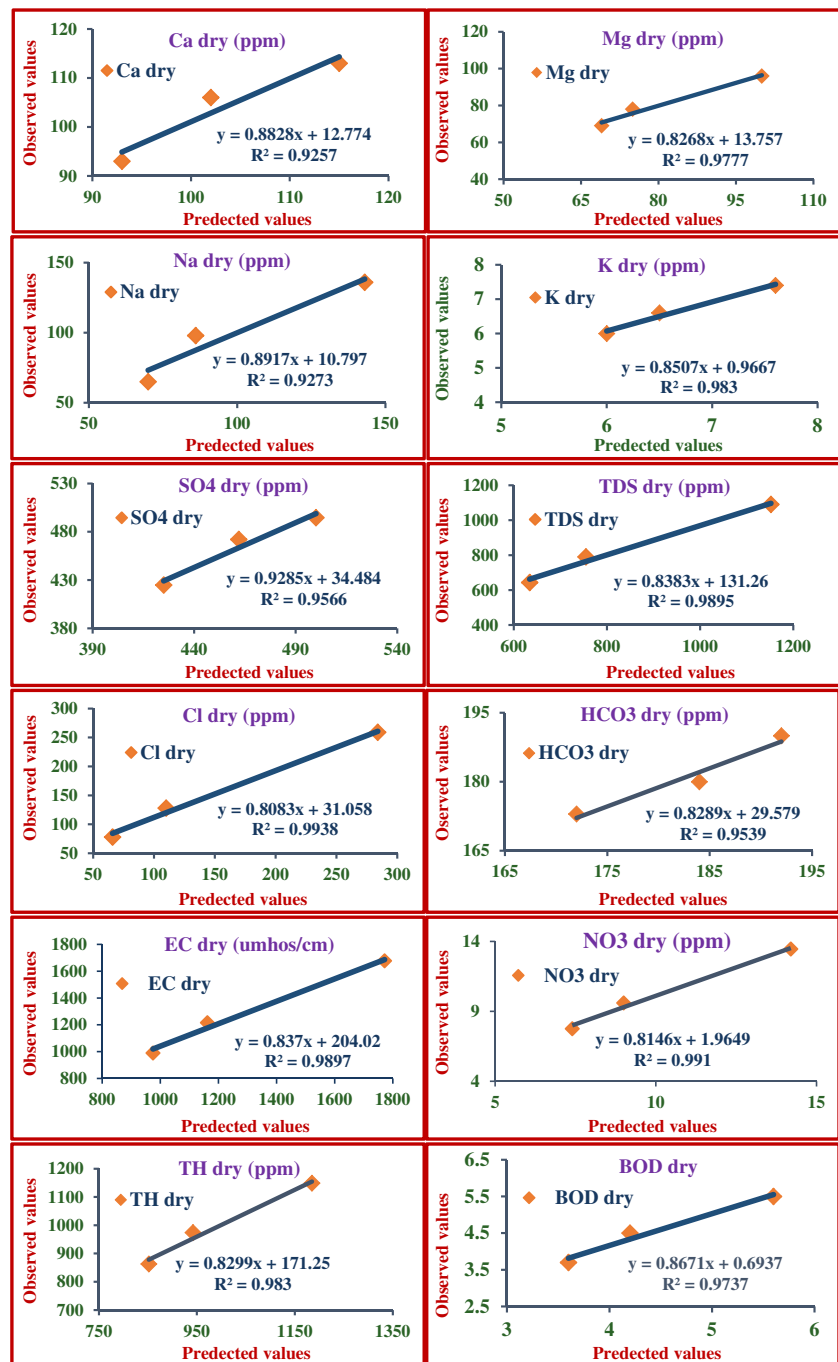 Ca dry (ppm)
Observed values
120
110
100
90
Ca dry
y = 0.8828x + 12.774
R² = 0.9257
90 100 110 120
Predected values
Mg dry (ppm)
Observed values
120
100
80
60
40
Mg dry
y = 0.8268x + 13.757
R² = 0.9777
50 65 80 95 110
Predected values
Na dry (ppm)
Observed values
150
100
50
Na dry
y = 0.8917x + 10.797
R² = 0.9273
50 100 150
Predected values
K dry (ppm)
Observed values
8
7
6
5
4
K dry
y = 0.8507x + 0.9667
R² = 0.983
5 6 7 8
Predected values
SO4 dry (ppm)
Observed values
530
480
430
380
SO4 dry
y = 0.9285x + 34.484
R² = 0.9566
390 440 490 540
Predected values
TDS dry (ppm)
Observed values
1200
1000
800
600
400
TDS dry
y = 0.8383x + 131.26
R² = 0.9895
600 800 1000 1200
Predected values
Cl dry (ppm)
Observed values
300
250
200
150
100
50
Cl dry
y = 0.8083x + 31.058
R² = 0.9938
50 100 150 200 250 300
Predected values
HCO3 dry (ppm)
Oserved values
195
180
165
HCO3 dry
y = 0.8289x + 29.579
R² = 0.9539
165 175 185 195
Predected values
EC dry (umhos/cm)
Observed values
1800
1600
1400
1200
1000
800
EC dry
y = 0.837x + 204.02
R² = 0.9897
800 1000 1200 1400 1600 1800
Predected values
NO3 dry (ppm)
Observed values
14
9
4
NO3 dry
y = 0.8146x + 1.9649
R² = 0.991
5 10 15
Predected values
TH dry (ppm)
Observed values
1200
1100
1000
900
800
700
TH dry
y = 0.8299x + 171.25
R² = 0.983
750 950 1150 1350
Predected values
BOD dry
Observed values
6.5
5.5
4.5
3.5
2.5
BOD dry
y = 0.8671x + 0.6937
R² = 0.9737
3 4 5 6
Predected values